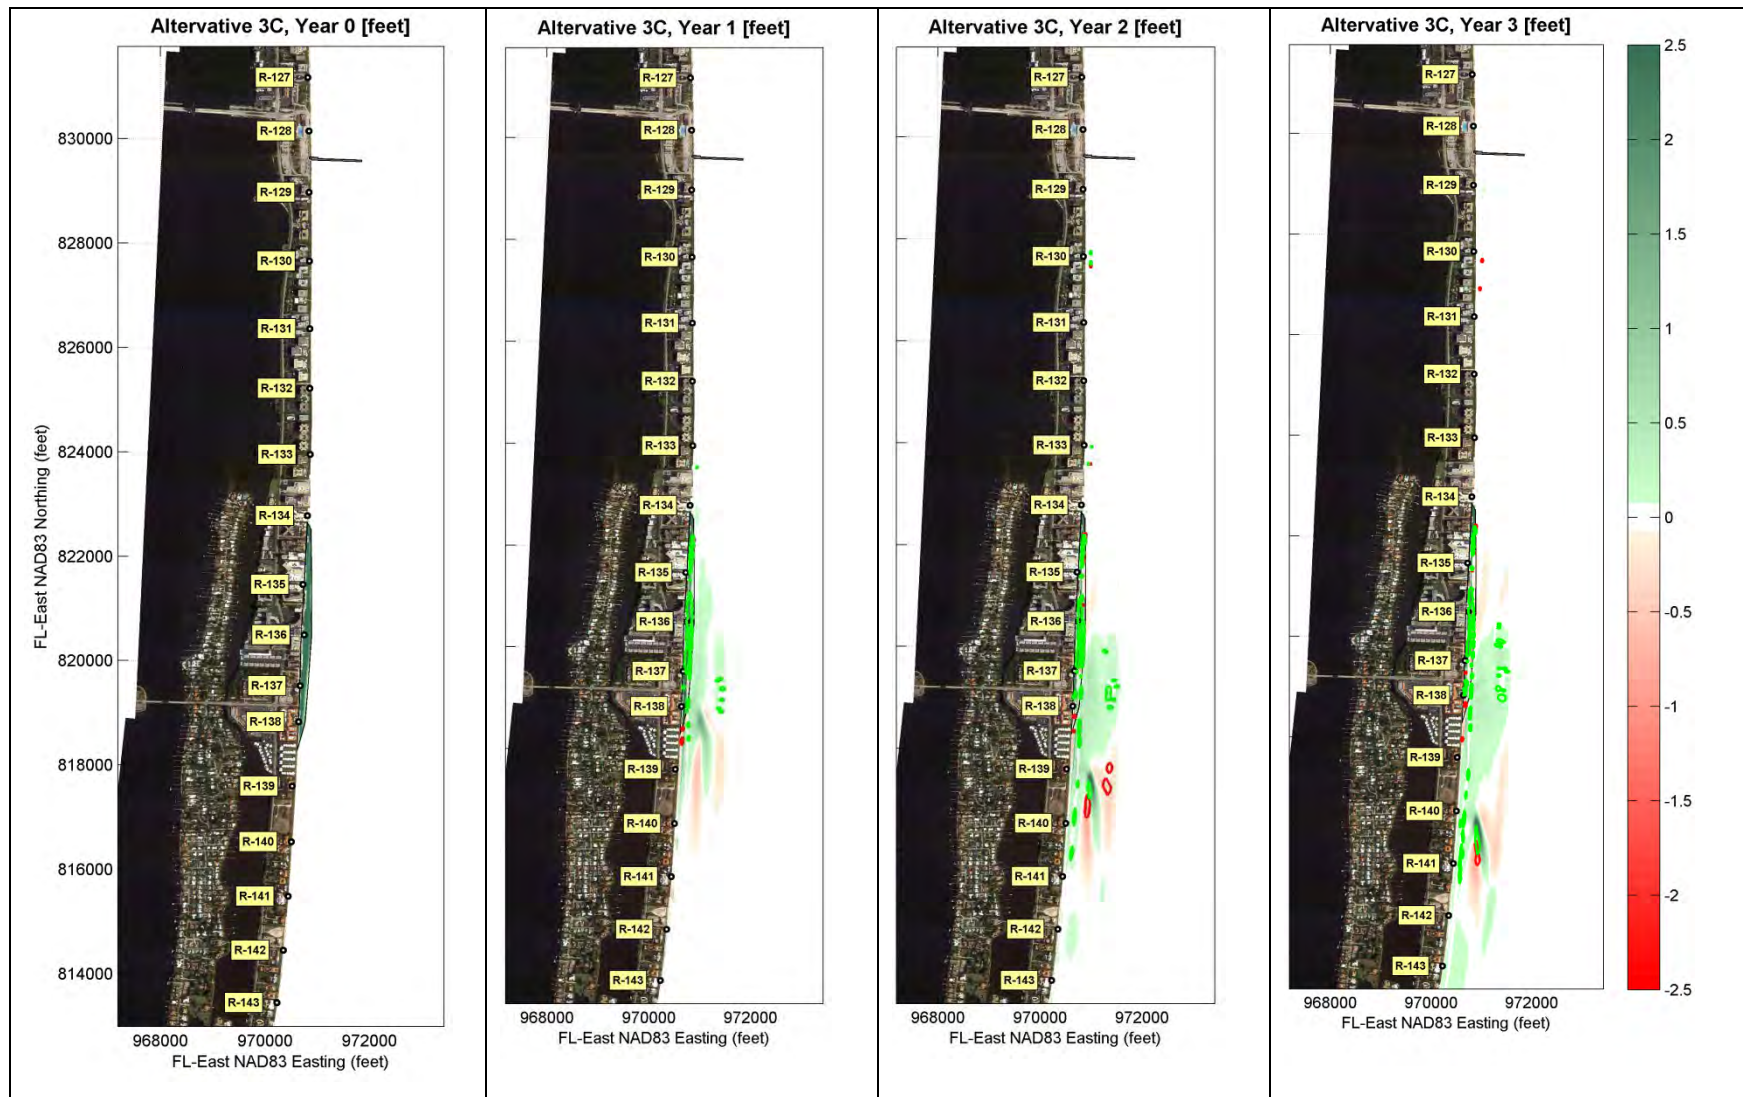 Altervative 3C, Year 0 [feet]
R-127
R-128
R-129
R-130
R-131
R-132
R-133
R-134
R-135
R-136
R-137
R-138
R-139
R-140
R-141
R-142
R-143
830000
828000
826000
824000
822000
820000
818000
816000
814000
FL-East NAD83 Northing (feet)
968000 970000 972000
FL-East NAD83 Easting (feet)
Altervative 3C, Year 1 [feet]
R-127
R-128
R-129
R-130
R-131
R-132
R-133
R-134
R-135
R-136
R-137
R-138
R-139
R-140
R-141
R-142
R-143
968000 970000 972000
FL-East NAD83 Easting (feet)
Altervative 3C, Year 2 [feet]
R-127
R-128
R-129
R-130
R-131
R-132
R-133
R-134
R-135
R-136
R-137
R-138
R-139
R-140
R-141
R-142
R-143
968000 970000 972000
FL-East NAD83 Easting (feet)
Altervative 3C, Year 3 [feet]
R-127
R-128
R-129
R-130
R-131
R-132
R-133
R-134
R-135
R-136
R-137
R-138
R-139
R-140
R-141
R-142
R-143
968000 970000 972000
FL-East NAD83 Easting (feet)
2.5
2
1.5
1
0.5
0
-0.5
-1
-1.5
-2
-2.5